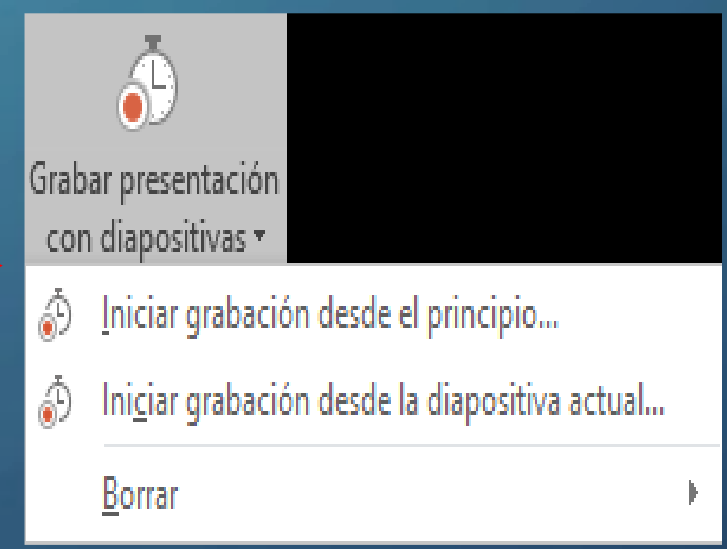 Grabar presentación
con diapositivas
Iniciar grabación desde el principio...
Iniciar grabación desde la diapositiva actual...
Borrar